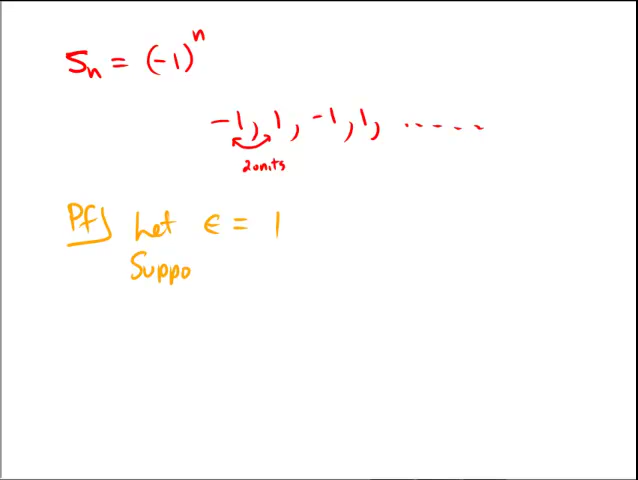 Sn = (-1)^n
-1, 1, -1, 1, ......
2 units
Pf) Let ϵ = 1
Suppo